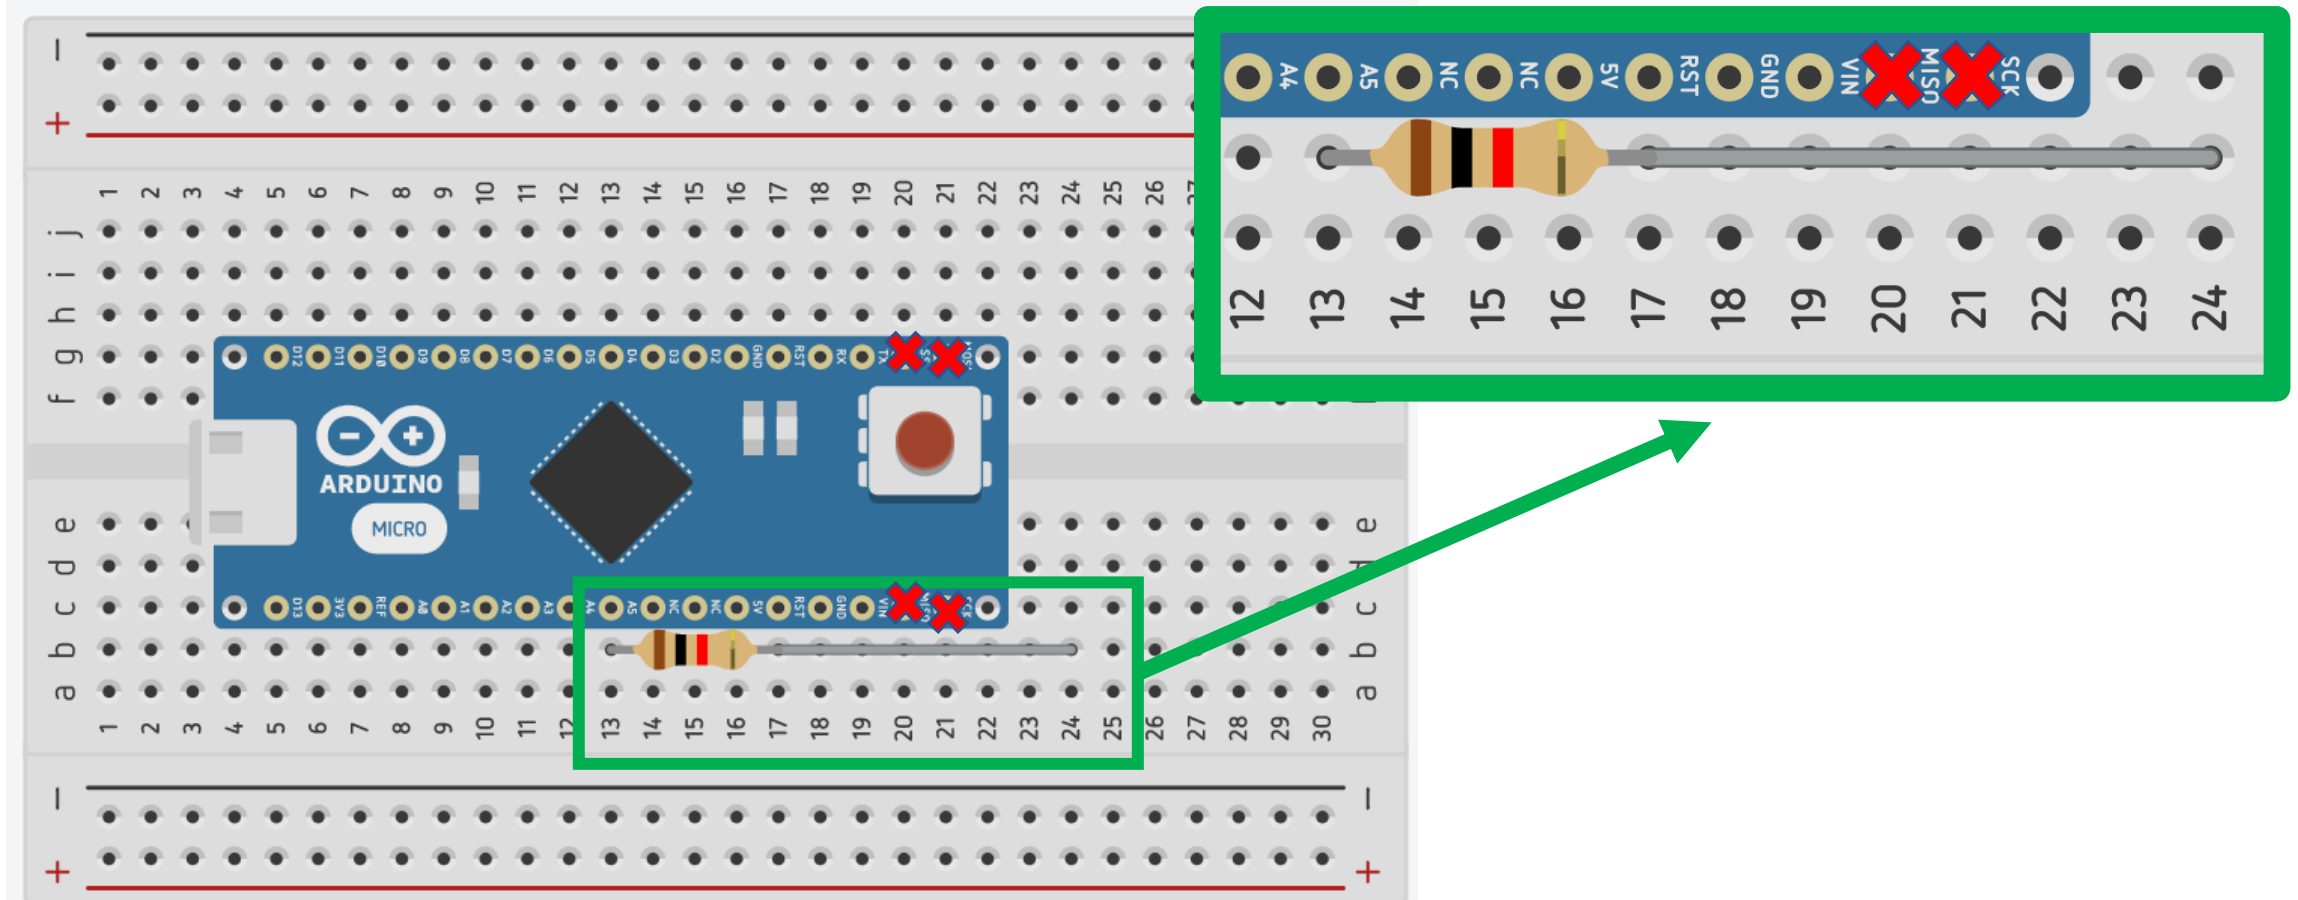 −
+
1 2 3 4 5 6 7 8 9 10 11 12 13 14 15 16 17 18 19 20 21 22 23 24 25 26
j
i
h
g
f
D12 D11 D10 D9 D8 D7 D6 D5 D4 D3 D2 GND RST RX TX
ARDUINO
MICRO
e e
d d
c c
D13 3V3 REF A0 A1 A2 A3 A4 A5 NC NC 5V RST GND VIN MISO SCK
b b
a a
1 2 3 4 5 6 7 8 9 10 11 12 13 14 15 16 17 18 19 20 21 22 23 24 25 26 27 28 29 30
− −
+ +
A4 A5 NC NC 5V RST GND VIN MISO SCK
12 13 14 15 16 17 18 19 20 21 22 23 24